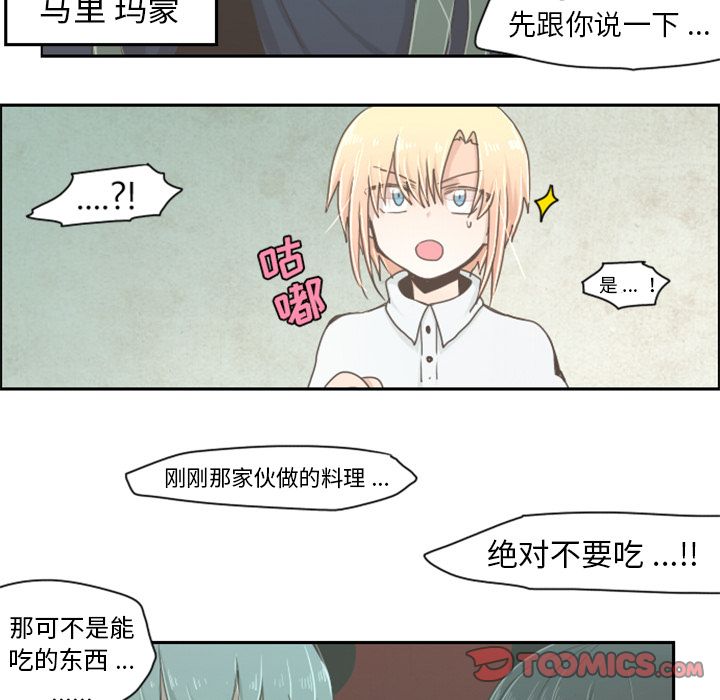 马里 玛蒙
先跟你说一下 ...
....?!
咕
嘟
是 ... !
刚刚那家伙做的料理 ...
绝对不要吃 ...!!
那可不是能
吃的东西 ...
......
TOOMICS.COM